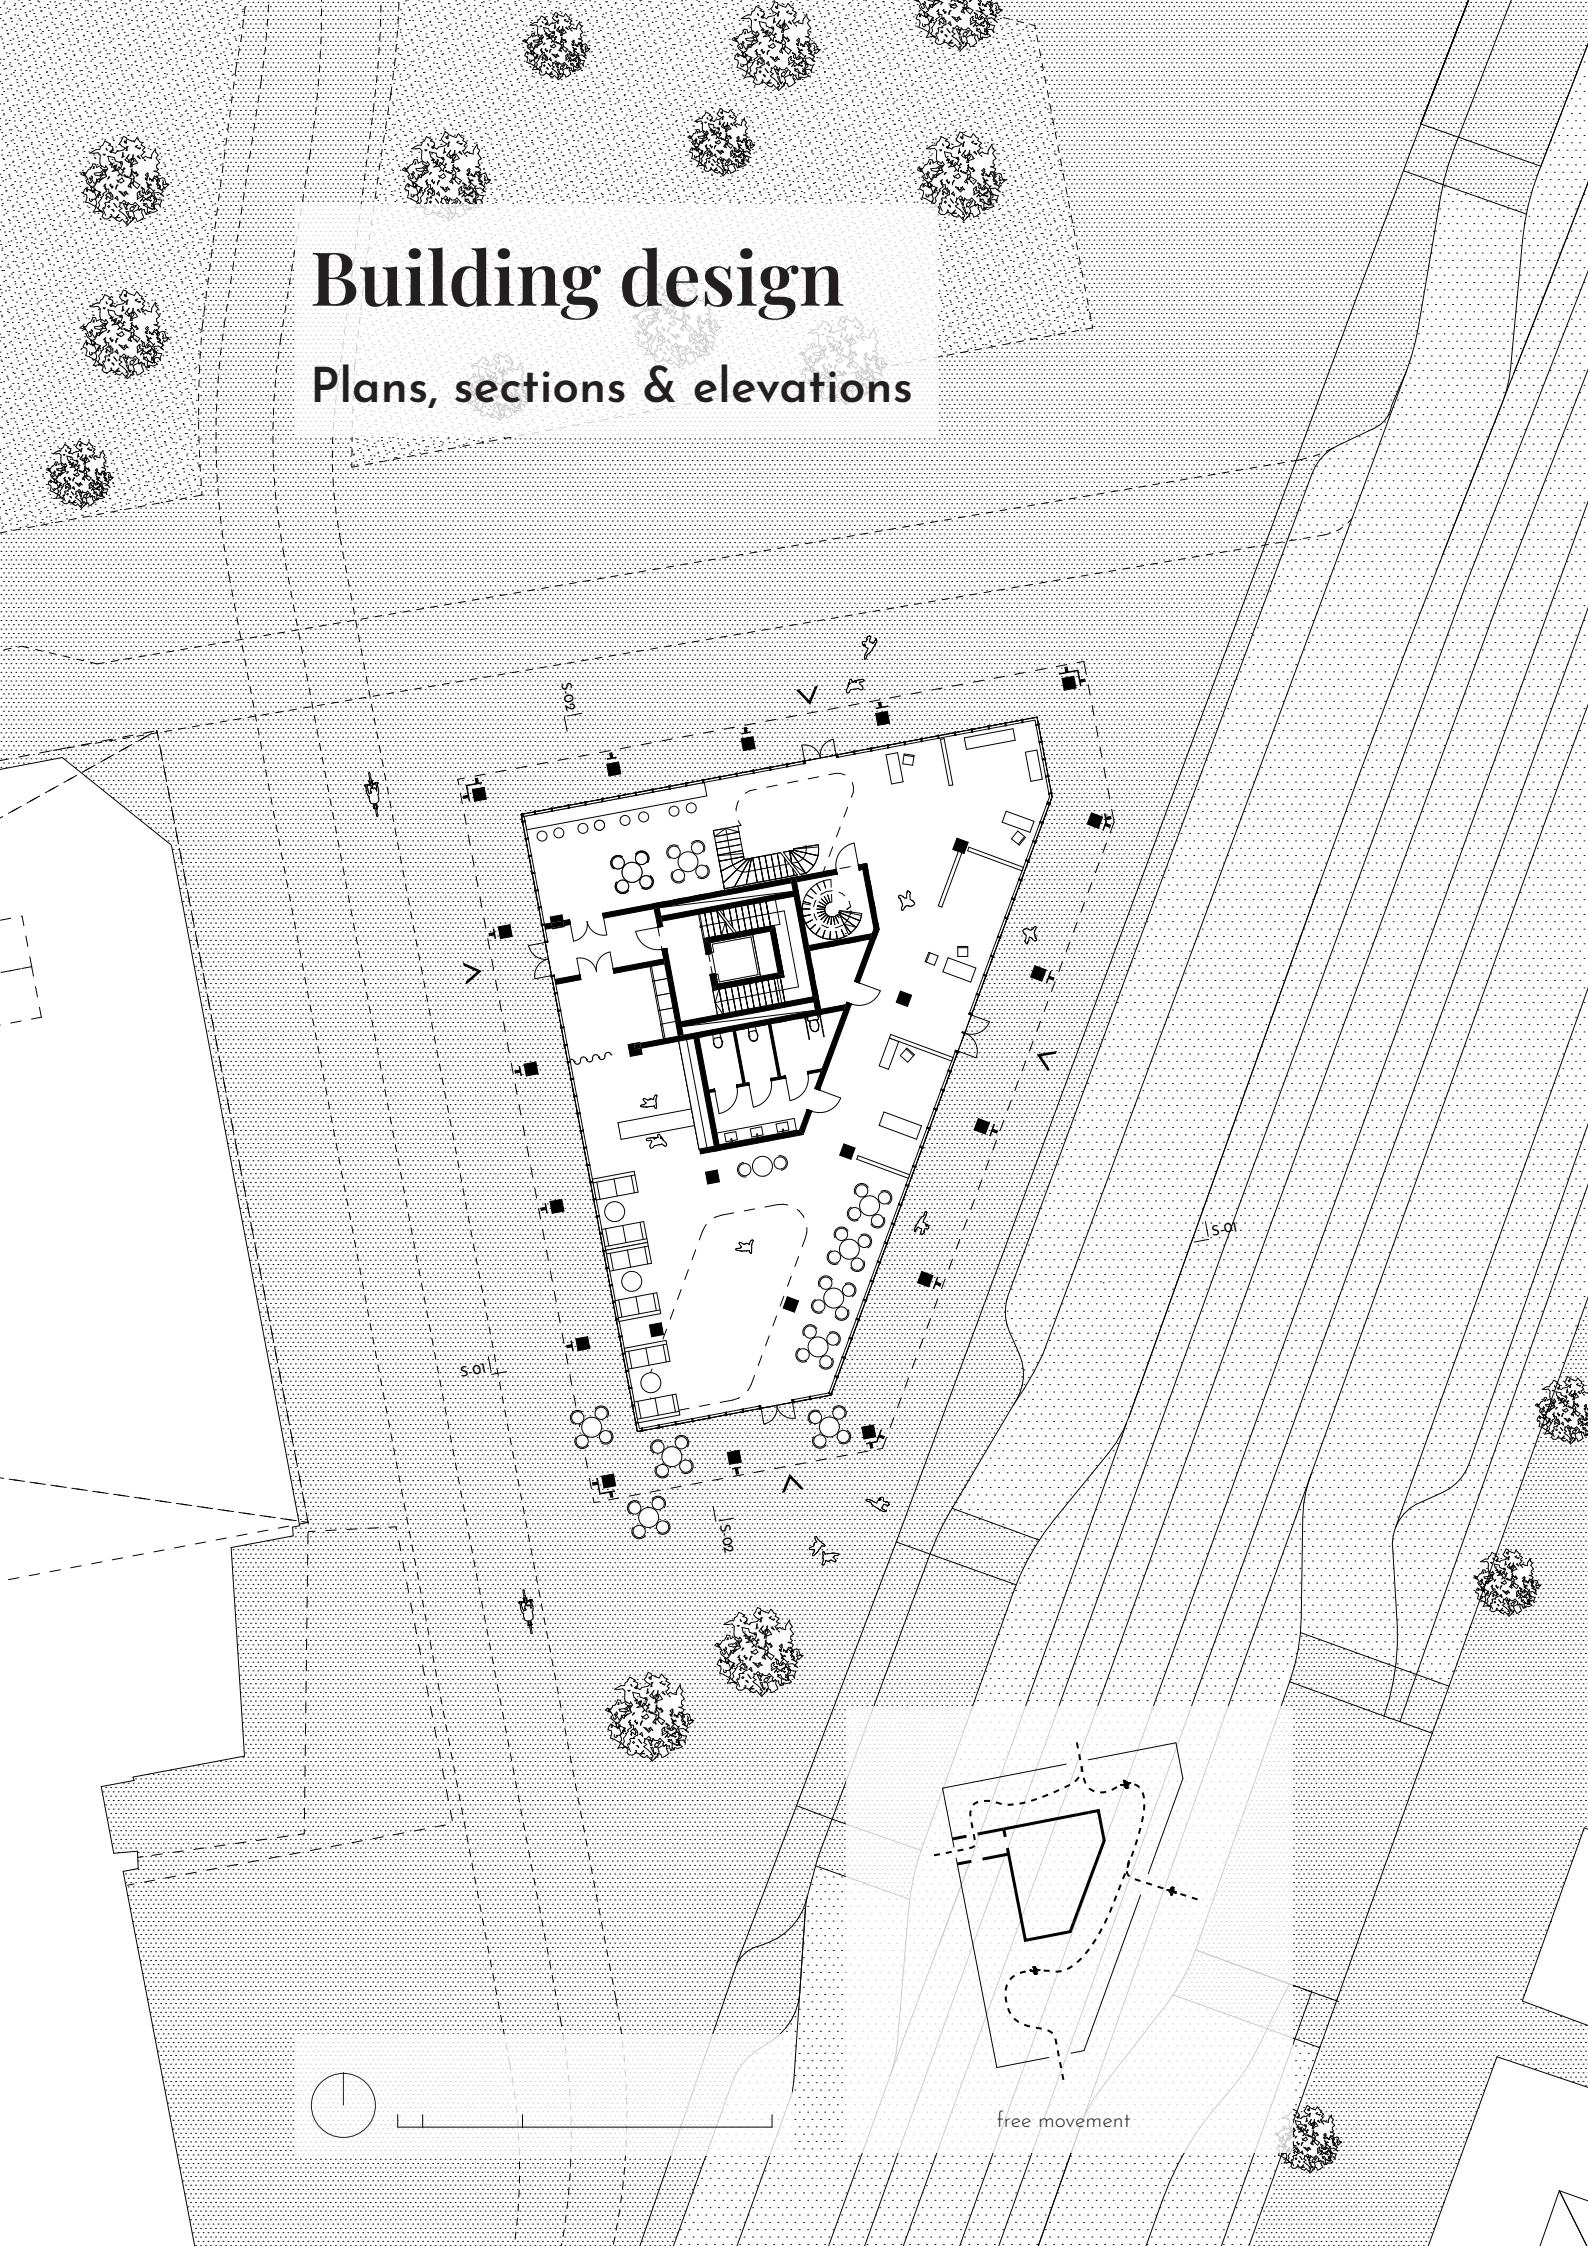 Building design
Plans, sections & elevations
S-02
S-01
S-01
S-02
free movement